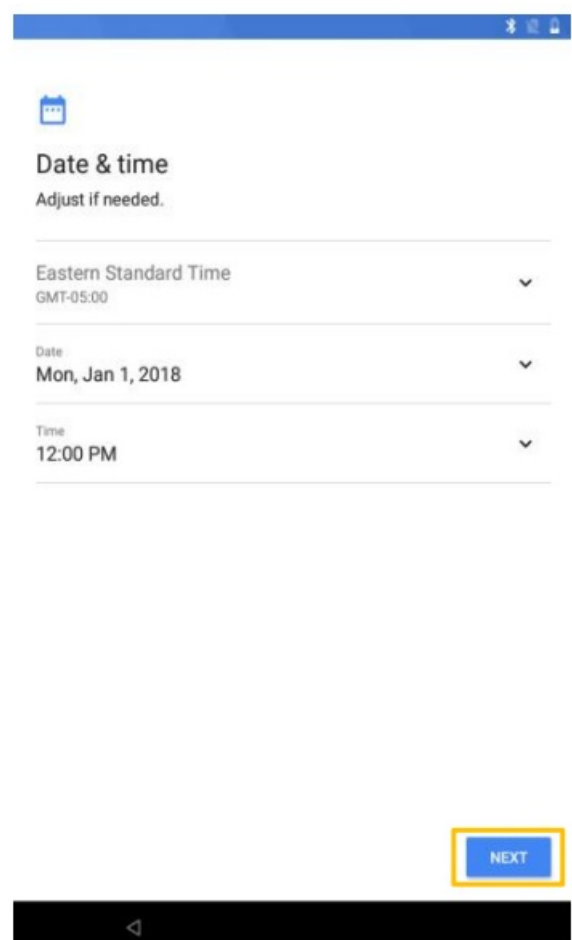 Date & time
Adjust if needed.
Eastern Standard Time
GMT-05:00
Date
Mon, Jan 1, 2018
Time
12:00 PM
NEXT